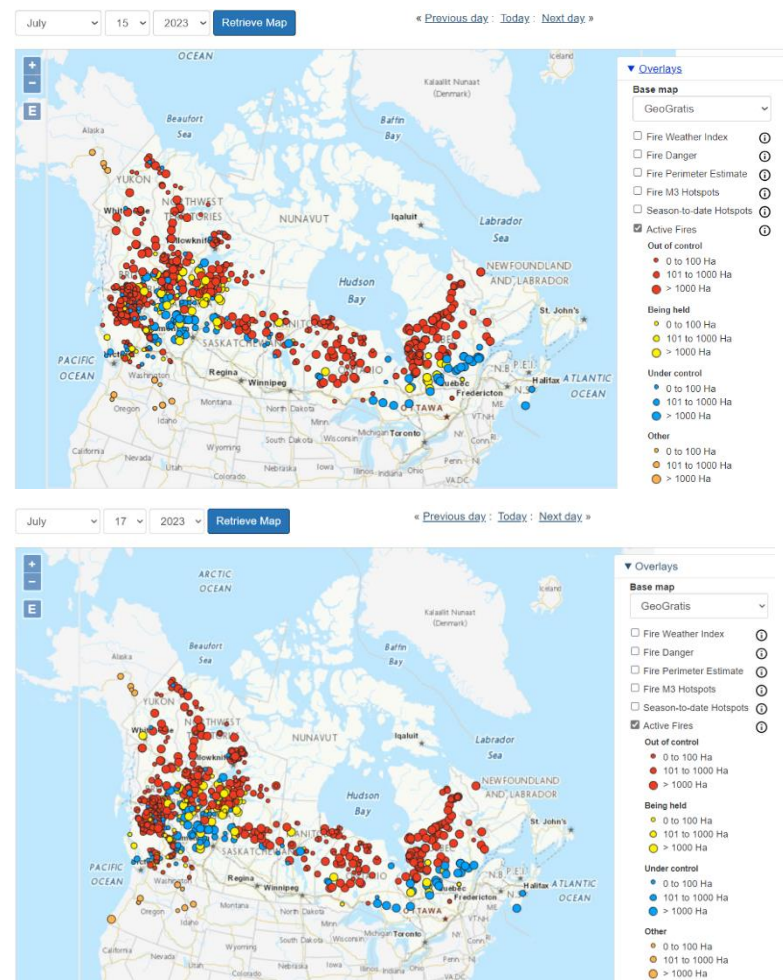 July 15 2023 Retrieve Map « Previous day : Today : Next day »
+
−
E
OCEAN
Iceland
Kalaallit Nunaat
(Denmark)
Beaufort
Sea
Baffin
Bay
Alaska
YUKON
NUNAVUT
Iqaluit
Labrador
Sea
NEWFOUNDLAND
AND LABRADOR
Hudson
Bay
St. John's
SASKATCHEWAN
PACIFIC
OCEAN
Washington
Regina
Winnipeg
N.B.
P.E.I.
Halifax
Fredericton
N.S.
ATLANTIC
OCEAN
Oregon
Idaho
Montana
North Dakota
Minn.
OTTAWA
ME
VT NH
South Dakota
Wisconsin
Michigan
Toronto
NY
Conn
California
Nevada
Utah
Wyoming
Colorado
Nebraska
Iowa
Illinois
Indiana
Ohio
Penn
NJ
VA DC
▼ Overlays
Base map
GeoGratis
Fire Weather Index
Fire Danger
Fire Perimeter Estimate
Fire M3 Hotspots
Season-to-date Hotspots
Active Fires
Out of control
0 to 100 Ha
101 to 1000 Ha
> 1000 Ha
Being held
0 to 100 Ha
101 to 1000 Ha
> 1000 Ha
Under control
0 to 100 Ha
101 to 1000 Ha
> 1000 Ha
Other
0 to 100 Ha
101 to 1000 Ha
> 1000 Ha
July 17 2023 Retrieve Map « Previous day : Today : Next day »
+
−
E
ARCTIC
OCEAN
Iceland
Kalaallit Nunaat
(Denmark)
Beaufort
Sea
Baffin
Bay
Alaska
YUKON
NUNAVUT
Iqaluit
Labrador
Sea
NEWFOUNDLAND
AND LABRADOR
Hudson
Bay
St. John's
PACIFIC
OCEAN
Washington
Regina
Winnipeg
N.B.
P.E.I.
Halifax
Fredericton
ATLANTIC
OCEAN
Oregon
Idaho
Montana
North Dakota
Minn
OTTAWA
ME
VT NH
South Dakota
Wisconsin
Michigan
Toronto
NY
Conn
California
Nevada
Utah
Wyoming
Colorado
Nebraska
Iowa
Illinois
Indiana
Ohio
Penn
NJ
VA DC
▼ Overlays
Base map
GeoGratis
Fire Weather Index
Fire Danger
Fire Perimeter Estimate
Fire M3 Hotspots
Season-to-date Hotspots
Active Fires
Out of control
0 to 100 Ha
101 to 1000 Ha
> 1000 Ha
Being held
0 to 100 Ha
101 to 1000 Ha
> 1000 Ha
Under control
0 to 100 Ha
101 to 1000 Ha
> 1000 Ha
Other
0 to 100 Ha
101 to 1000 Ha
> 1000 Ha